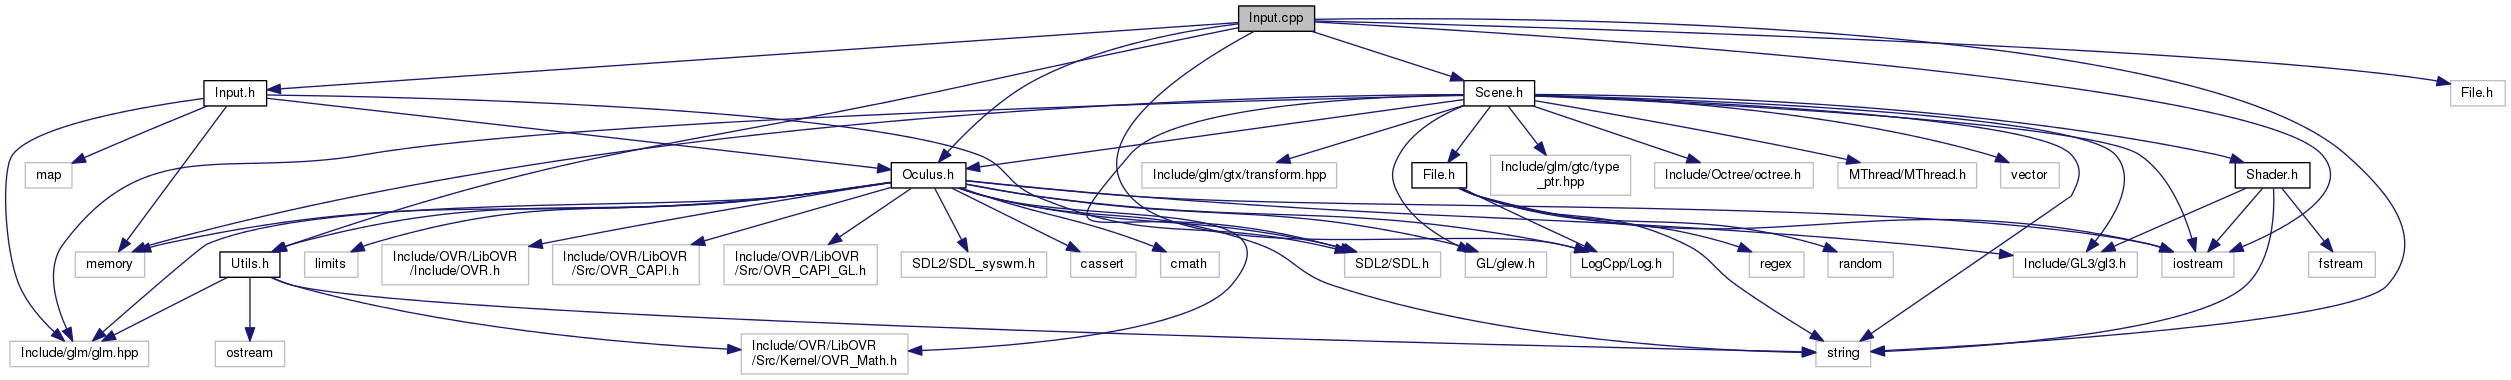 Input.cpp
Input.h
Scene.h
File.h
map
Oculus.h
Include/glm/gtx/transform.hpp
File.h
Include/glm/gtc/type
_ptr.hpp
Include/Octree/octree.h
MThread/MThread.h
vector
Shader.h
memory
Utils.h
limits
Include/OVR/LibOVR
/Include/OVR.h
Include/OVR/LibOVR
/Src/OVR_CAPI.h
Include/OVR/LibOVR
/Src/OVR_CAPI_GL.h
SDL2/SDL_syswm.h
cassert
cmath
SDL2/SDL.h
GL/glew.h
LogCpp/Log.h
regex
random
Include/GL3/gl3.h
iostream
fstream
Include/glm/glm.hpp
ostream
Include/OVR/LibOVR
/Src/Kernel/OVR_Math.h
string